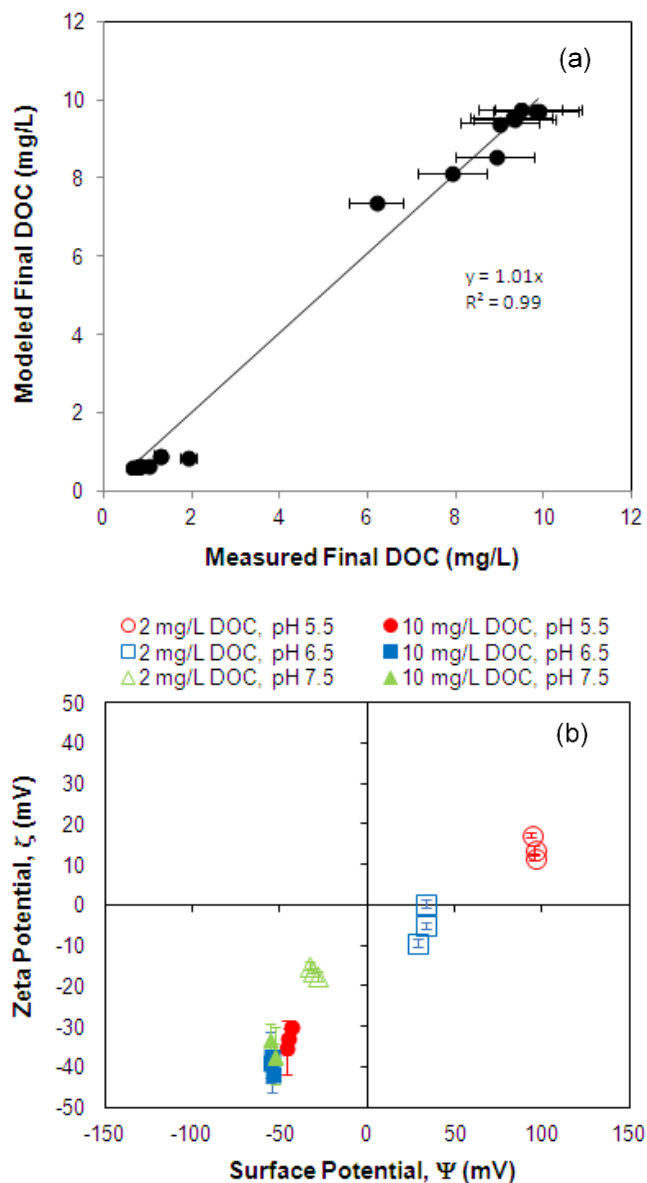 12
(a)
10
8
6
4
2
0
y = 1.01x
R² = 0.99
Modeled Final DOC (mg/L)
0 2 4 6 8 10 12
Measured Final DOC (mg/L)
2 mg/L DOC, pH 5.5 10 mg/L DOC, pH 5.5
2 mg/L DOC, pH 6.5 10 mg/L DOC, pH 6.5
2 mg/L DOC, pH 7.5 10 mg/L DOC, pH 7.5
50
(b)
40
30
20
10
0
-10
-20
-30
-40
-50
Zeta Potential, ζ (mV)
-150 -100 -50 0 50 100 150
Surface Potential, Ψ (mV)